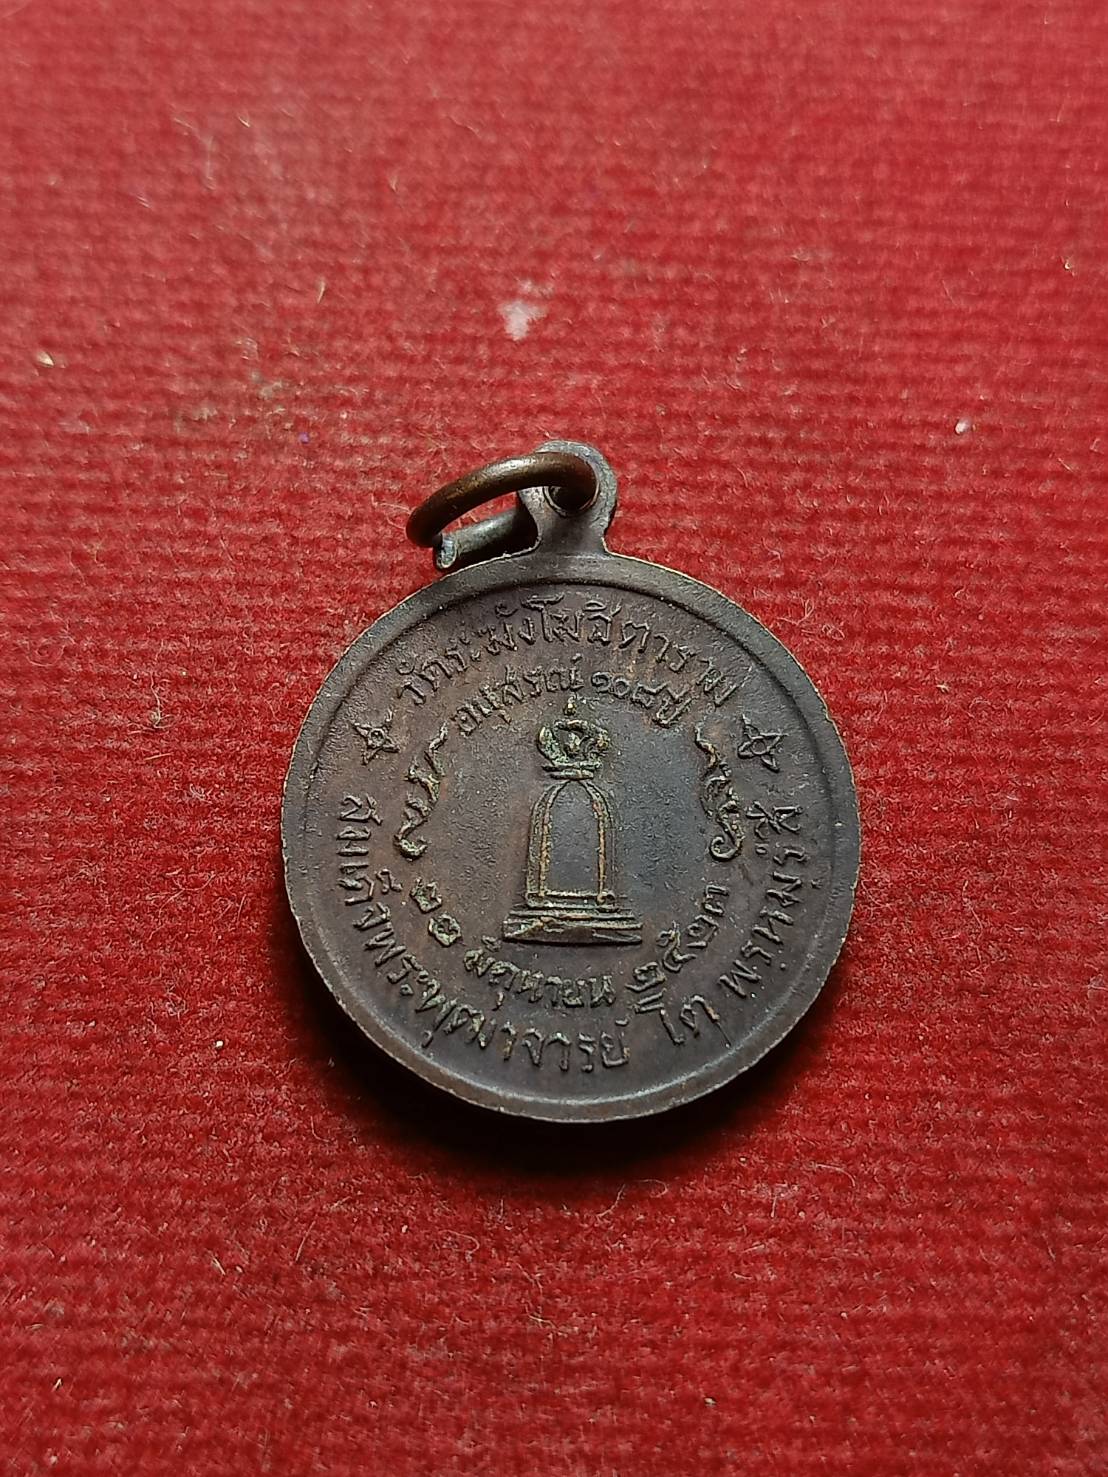 วัดระฆังโฆสิตาราม
อนุสรณ์ ๑๐๘ ปี
๒๑ มิถุนายน ๒๕๒๓
สมเด็จพระพุฒาจารย์ โต พรหมรังสี